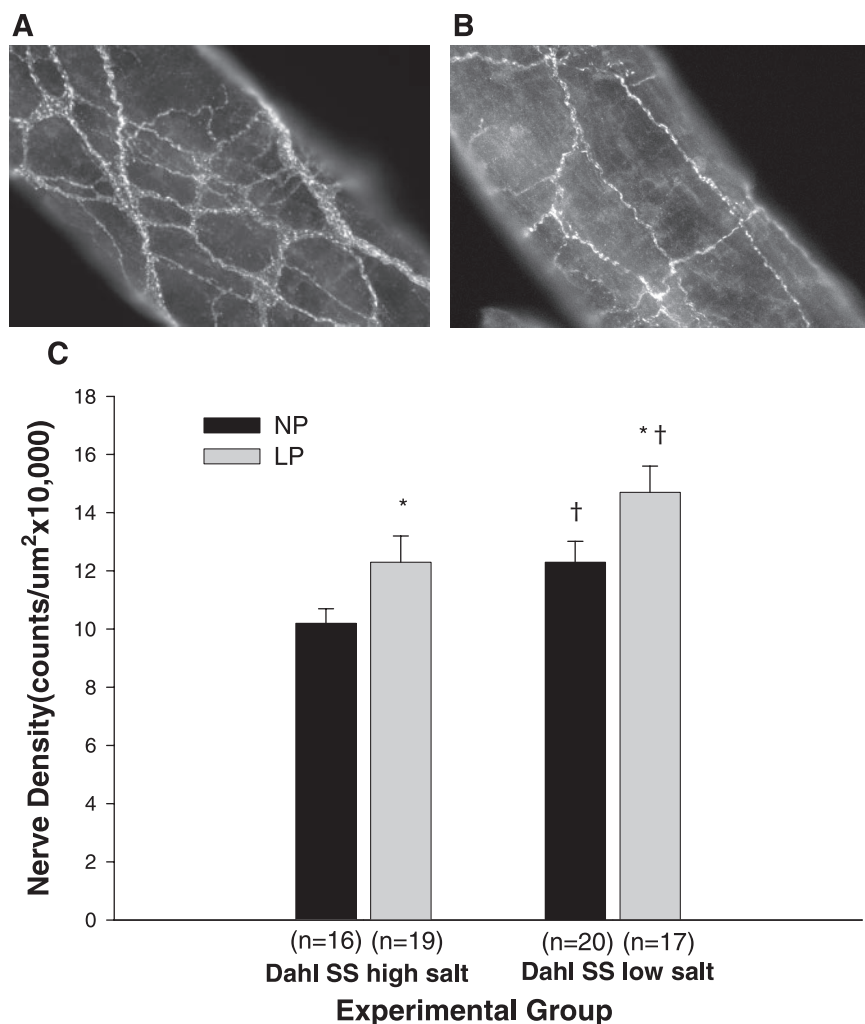 A
B
C
18
16
14
12
10
8
6
4
2
0
Nerve Density(counts/um²x10,000)
NP
LP
*
†
* †
(n=16) (n=19)
(n=20) (n=17)
Dahl SS high salt
Dahl SS low salt
Experimental Group